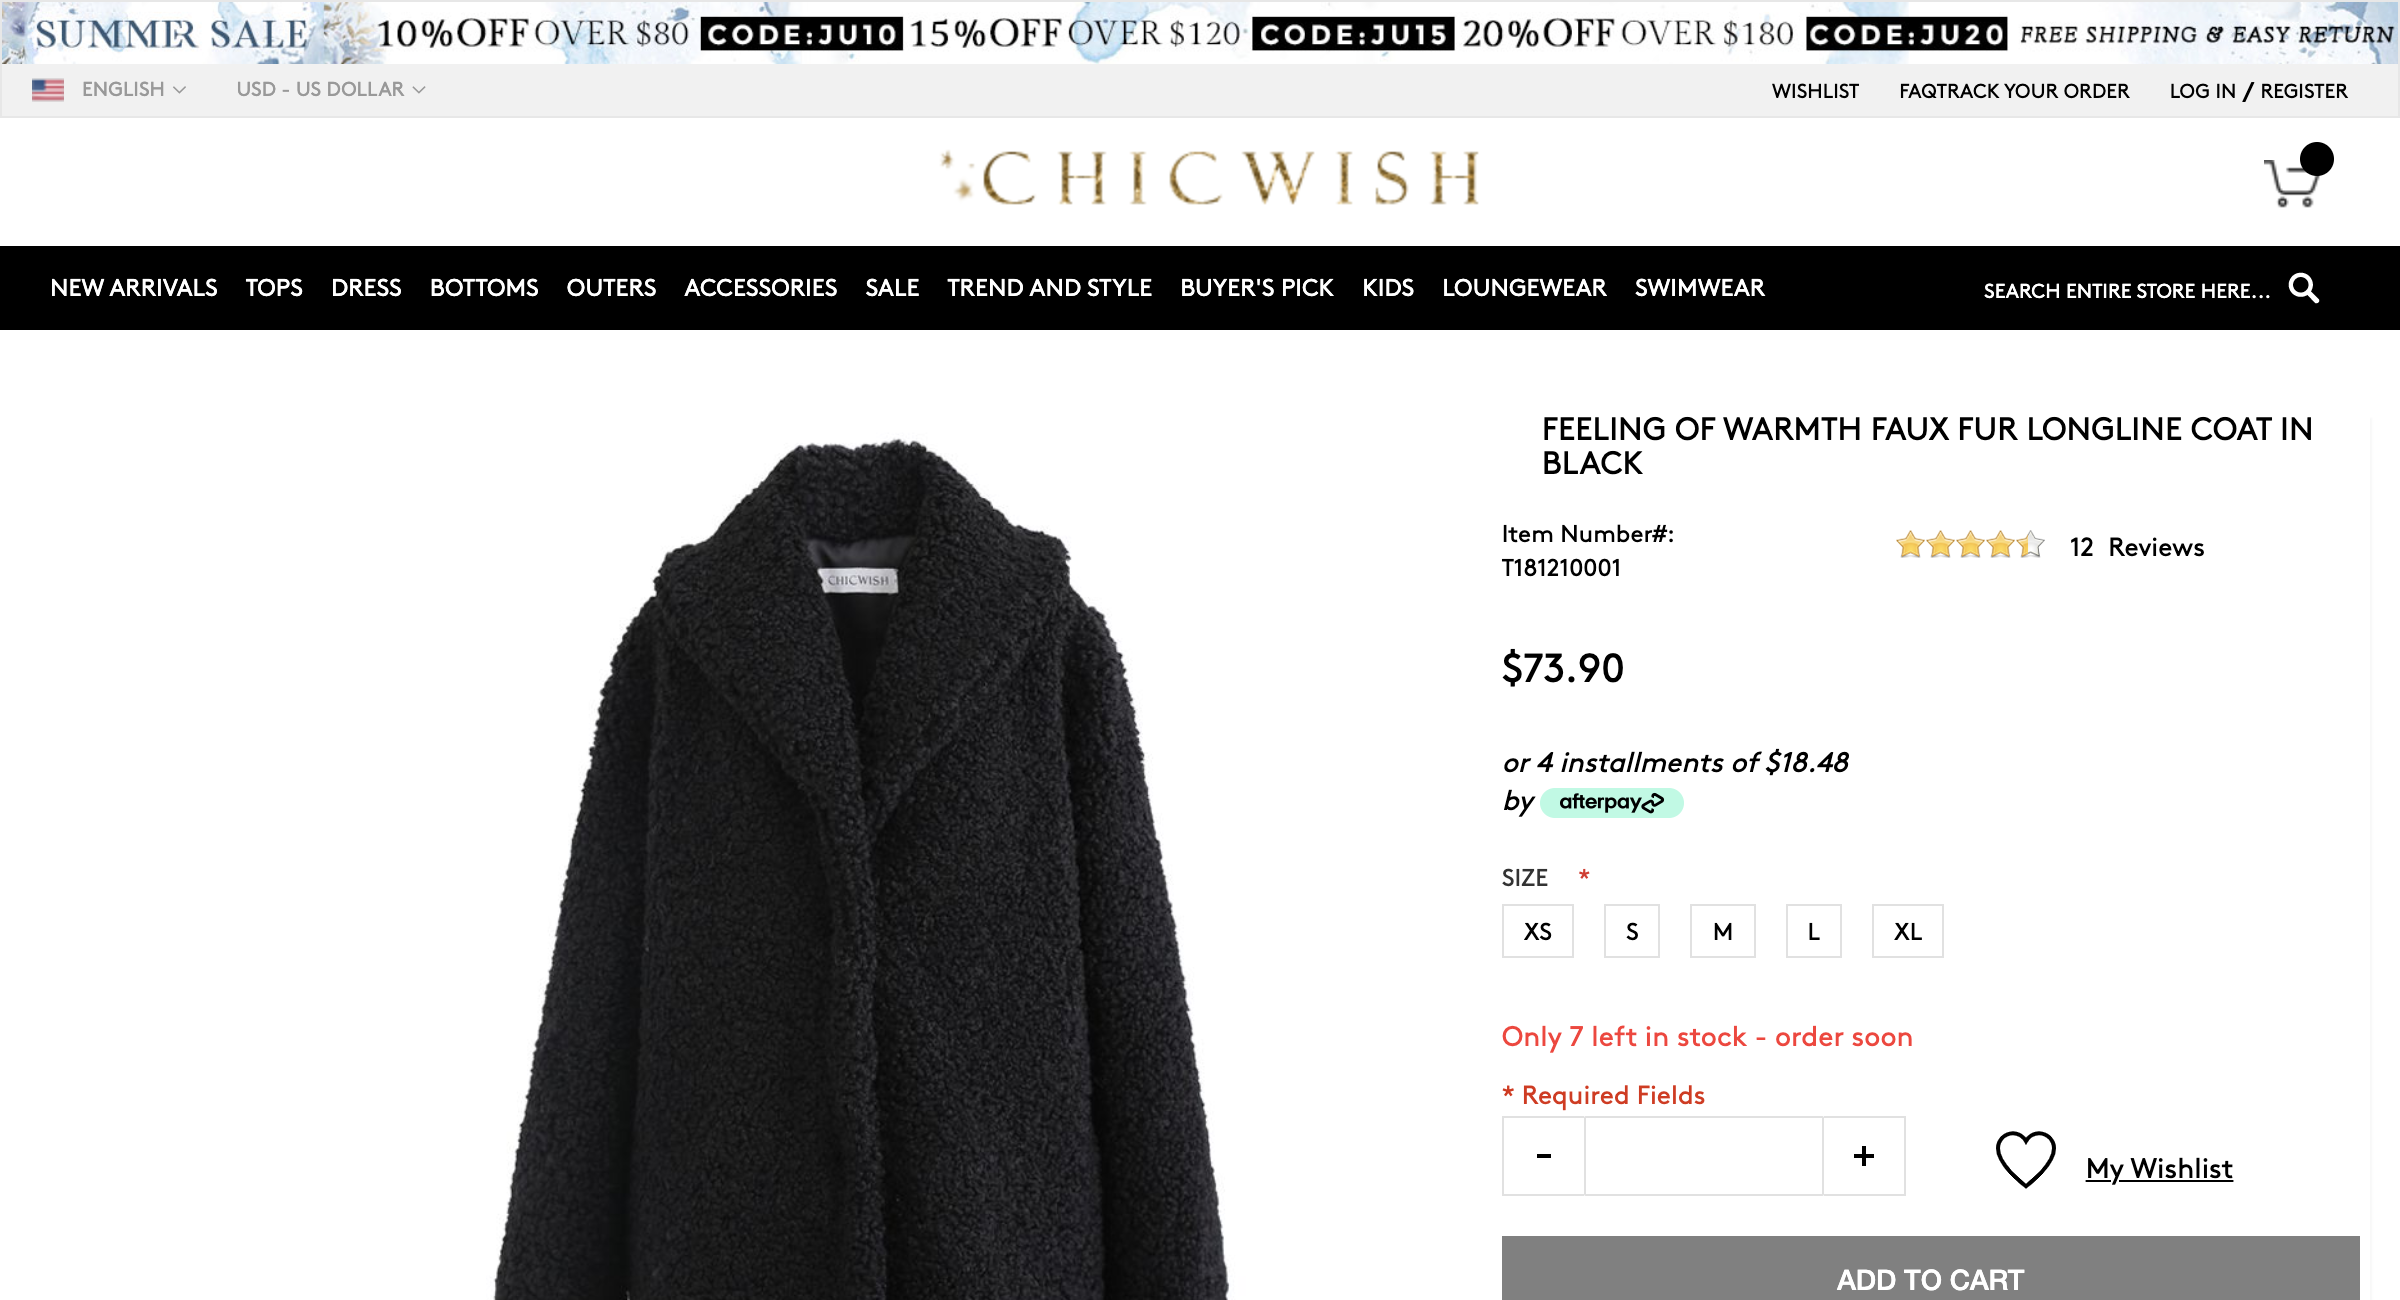 SUMMER SALE 10%OFF OVER $80 CODE:JU10 15%OFF OVER $120 CODE:JU15 20%OFF OVER $180 CODE:JU20 FREE SHIPPING & EASY RETURN
ENGLISH USD - US DOLLAR WISHLIST FAQTRACK YOUR ORDER LOG IN / REGISTER
CHICWISH
NEW ARRIVALS TOPS DRESS BOTTOMS OUTERS ACCESSORIES SALE TREND AND STYLE BUYER'S PICK KIDS LOUNGEWEAR SWIMWEAR SEARCH ENTIRE STORE HERE...
CHICWISH
FEELING OF WARMTH FAUX FUR LONGLINE COAT IN
BLACK
Item Number#:
T181210001
12 Reviews
$73.90
or 4 installments of $18.48
by afterpay
SIZE *
XS S M L XL
Only 7 left in stock - order soon
* Required Fields
- +
My Wishlist
ADD TO CART